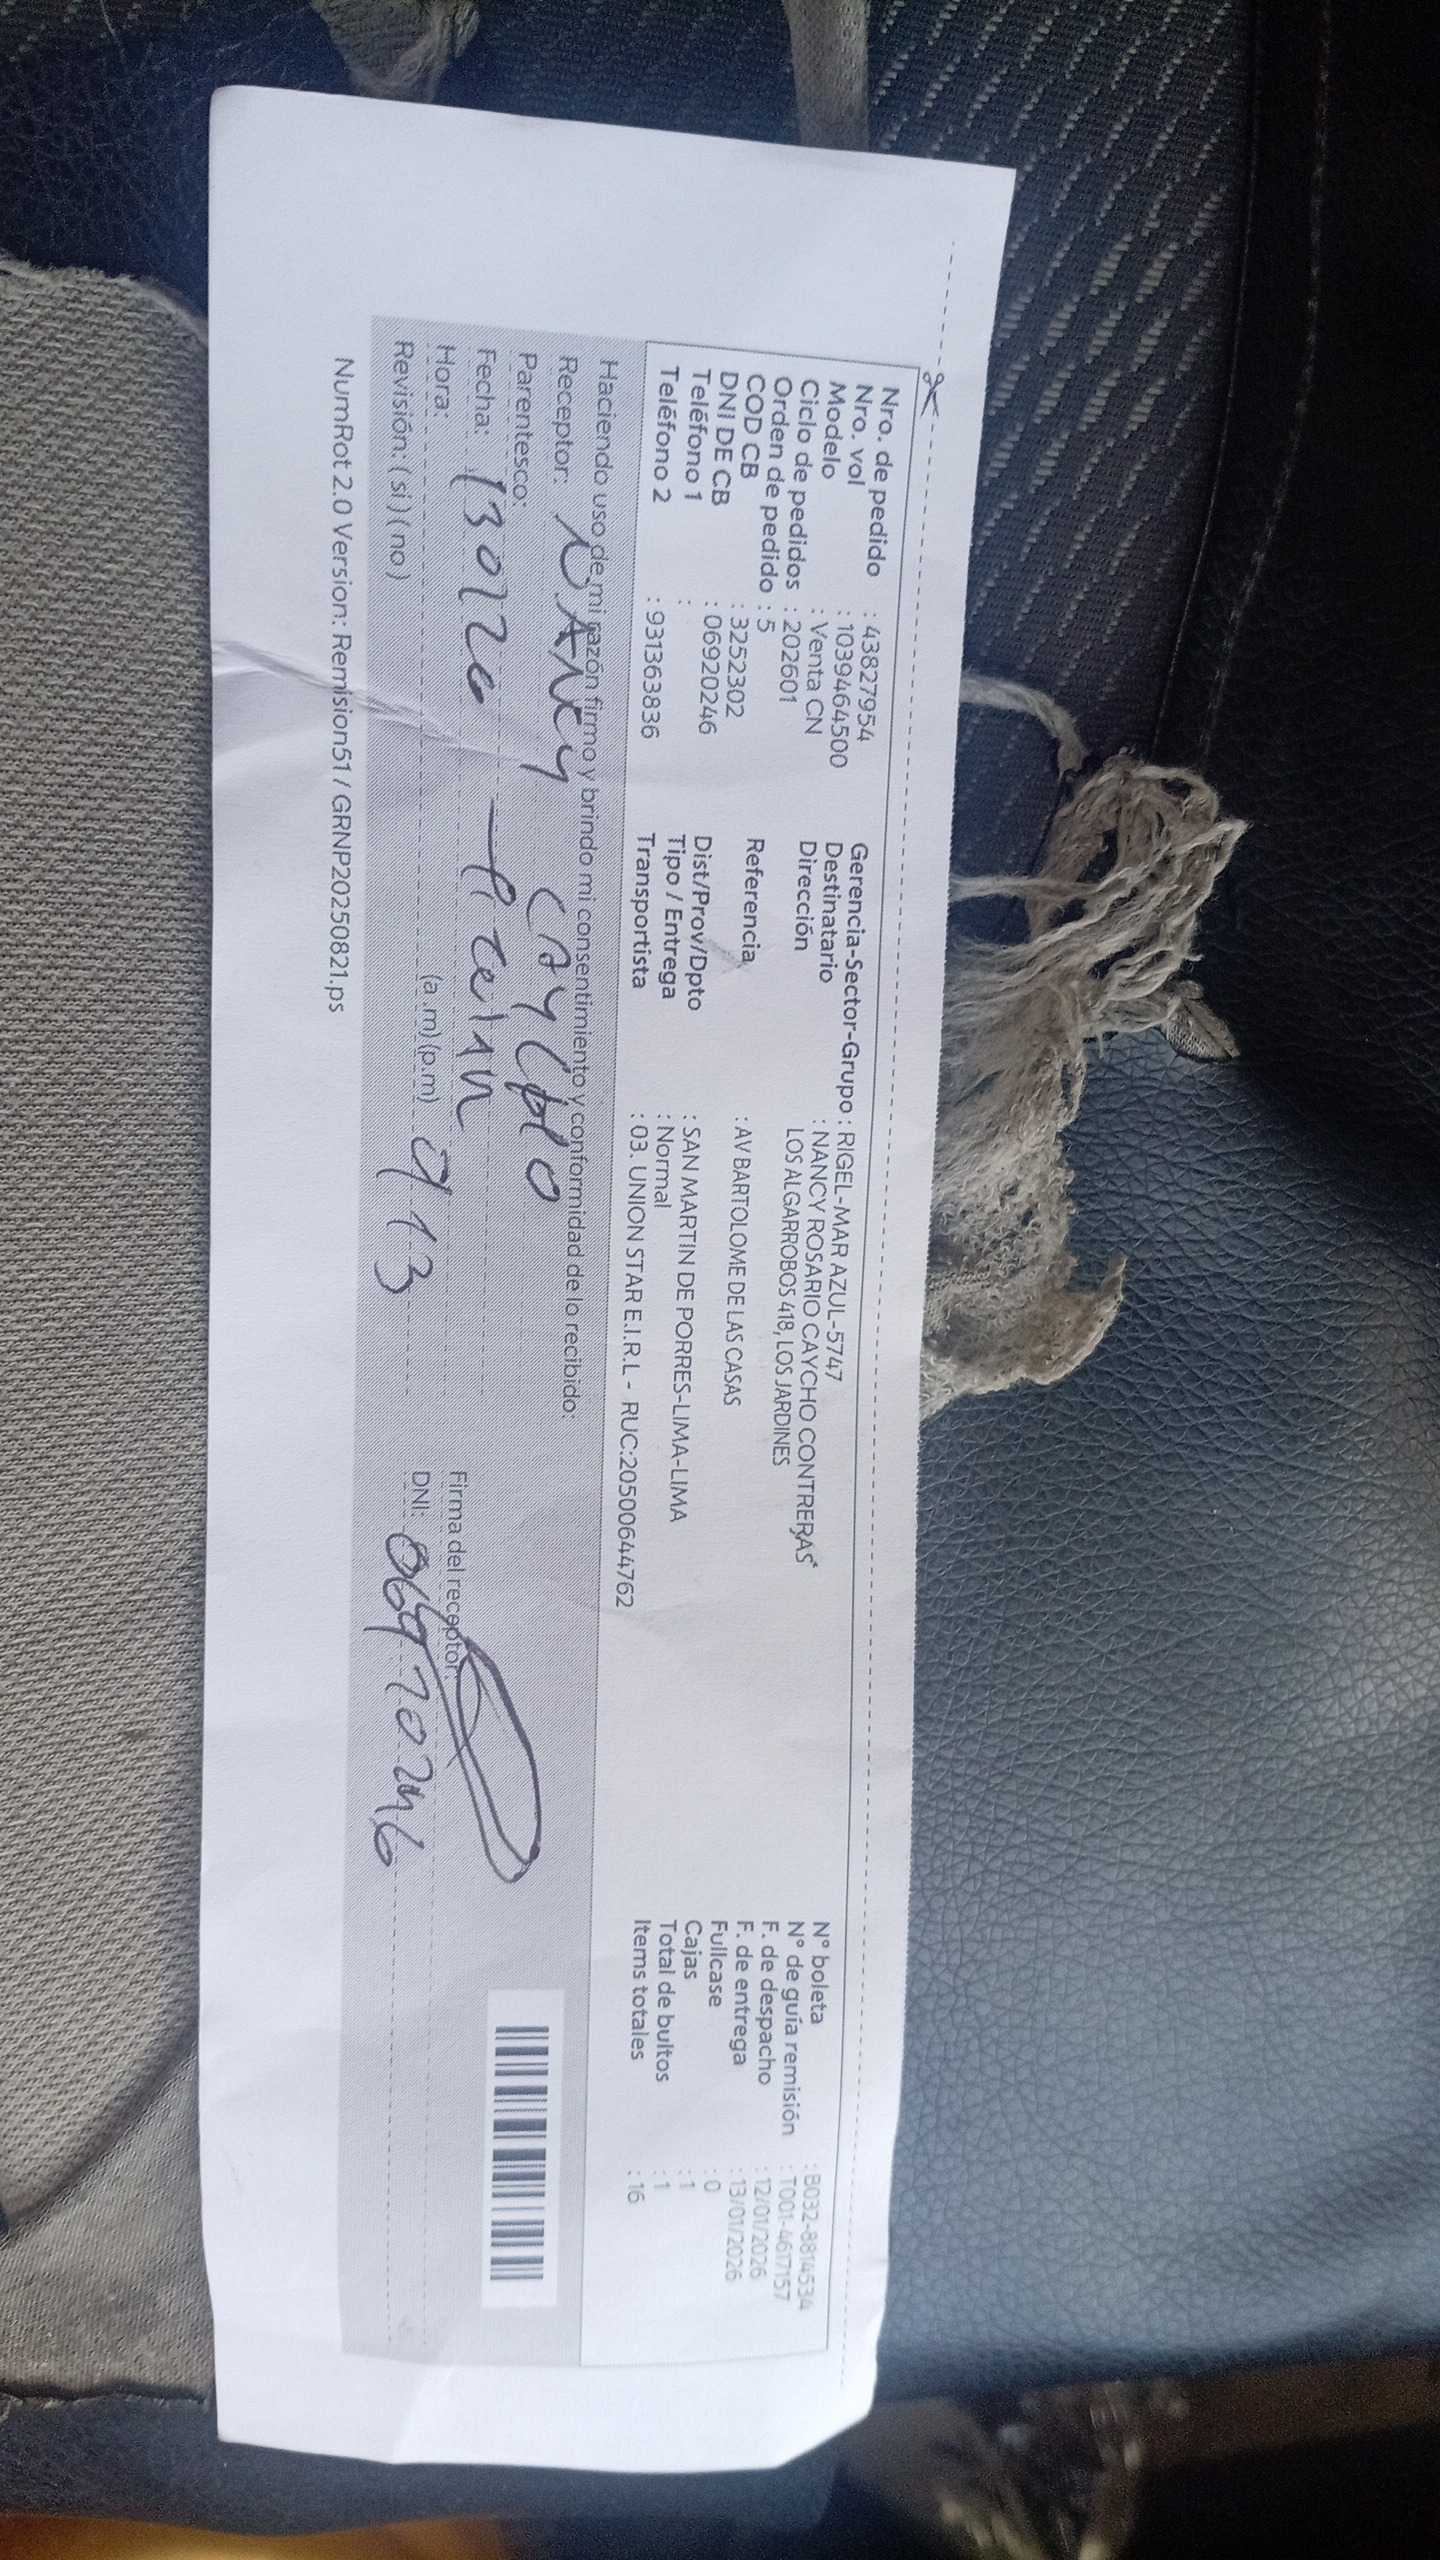 Nro. de pedido : 43827954
Nro. vol : 1039464500
Modelo : Venta CN
Ciclo de pedidos : 202601
Orden de pedido : 5
COD CB : 3252302
DNI DE CB : 06920246
Teléfono 1 :
Teléfono 2 : 931363836
Gerencia-Sector-Grupo : RIGEL-MAR AZUL-5747
Destinatario : NANCY ROSARIO CAYCHO CONTRERAS*
Dirección LOS ALGARROBOS 418, LOS JARDINES
Referencia : AV BARTOLOME DE LAS CASAS
Dist/Prov/Dpto : SAN MARTIN DE PORRES-LIMA-LIMA
Tipo / Entrega : Normal
Transportista : 03. UNION STAR E.I.R.L - RUC:20500644762
N° boleta : B032-8814534
N° de guía remisión : T001-4617157
F. de despacho : 12/01/2026
F. de entrega : 13/01/2026
Fullcase : 0
Cajas : 1
Total de bultos : 1
Items totales : 16
Haciendo uso de mi razón firmo y brindo mi consentimiento y conformidad de lo recibido:
Receptor: NANCY CAYCHO
Parentesco:
Fecha: 130126
Hora: (a.m) (p.m) 913
Revisión: ( si ) ( no )
Firma del receptor:
DNI: 06920246
NumRot 2.0 Version: Remision51 / GRNP20250821.ps